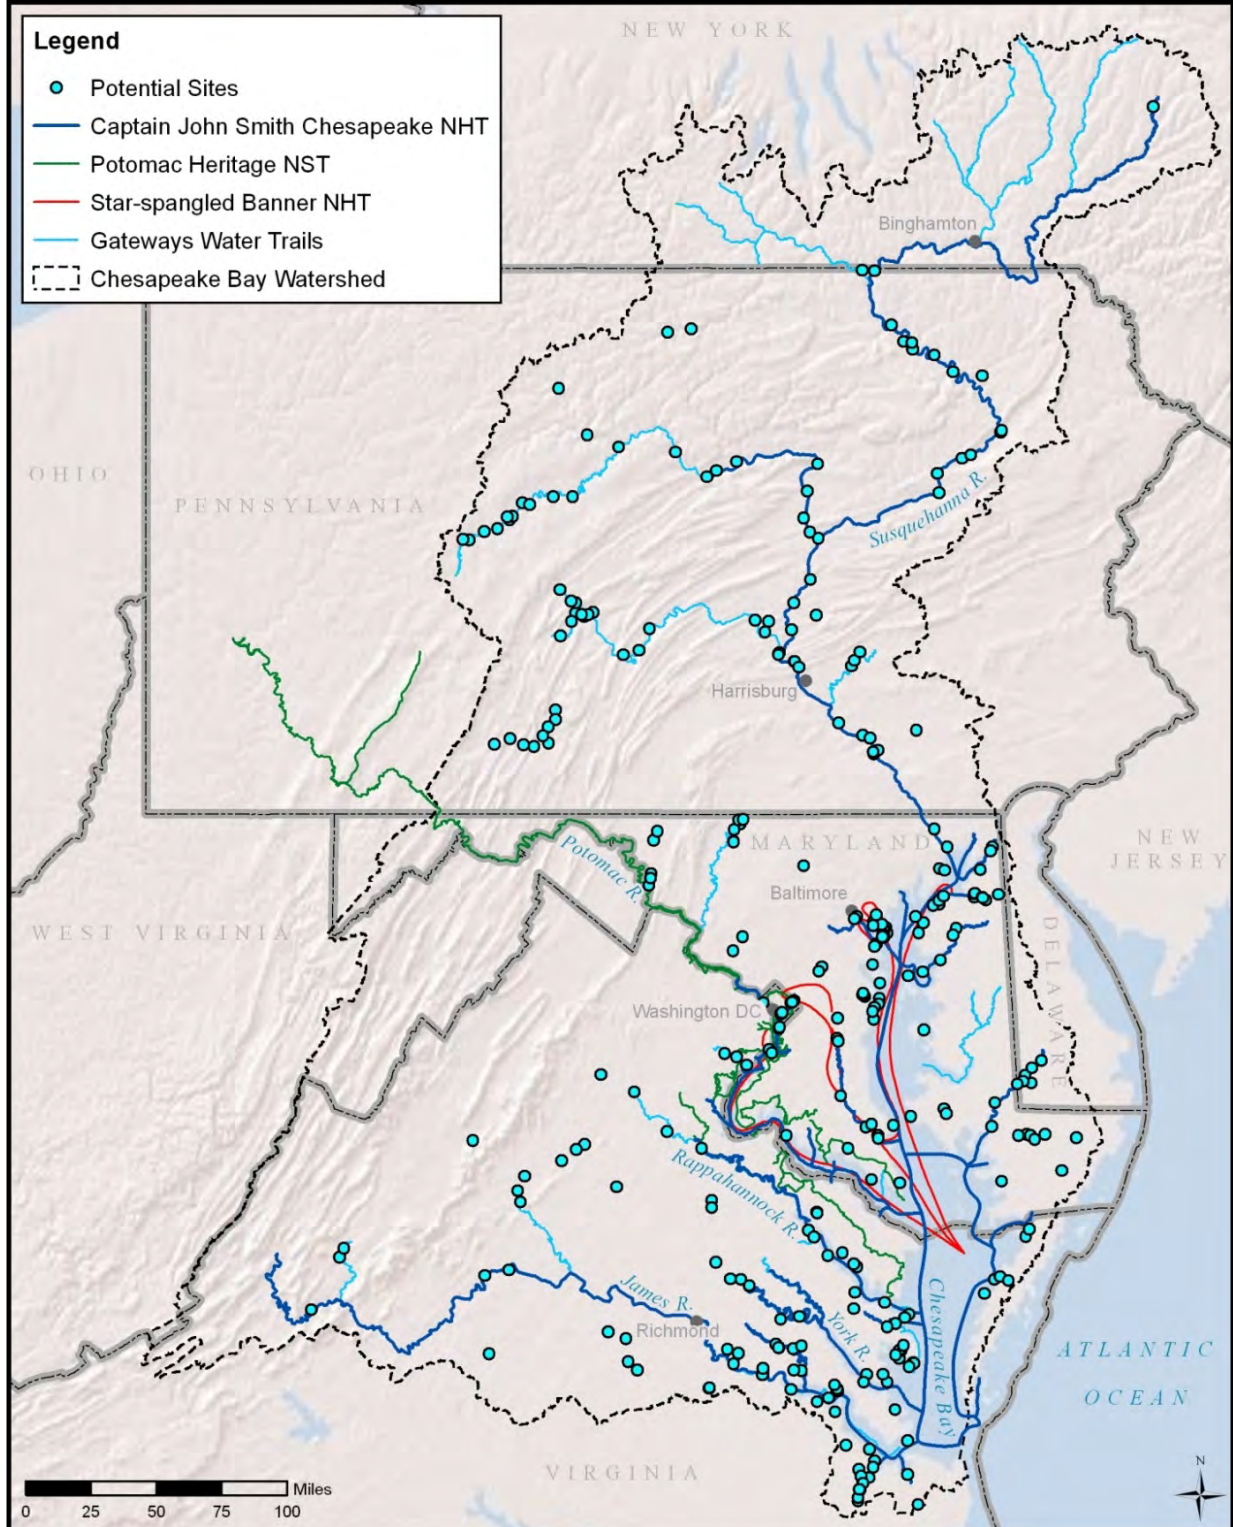 Legend
Potential Sites
Captain John Smith Chesapeake NHT
Potomac Heritage NST
Star-spangled Banner NHT
Gateways Water Trails
Chesapeake Bay Watershed
NEW YORK
Binghamton
OHIO
PENNSYLVANIA
Susquehanna R.
Harrisburg
MARYLAND
NEW
JERSEY
Potomac R.
Baltimore
WEST VIRGINIA
DELAWARE
Washington DC
Rappahannock R.
James R.
Richmond
York R.
Chesapeake Bay
ATLANTIC
OCEAN
VIRGINIA
N
Miles
0 25 50 75 100